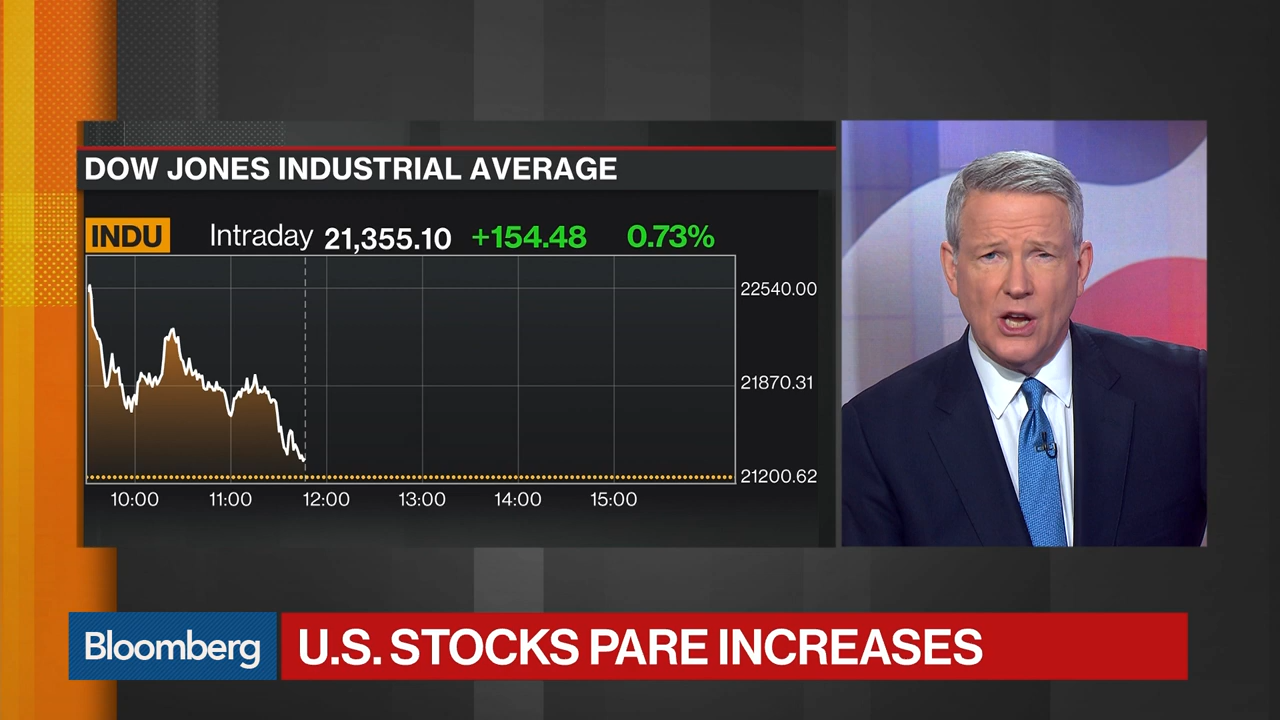 DOW JONES INDUSTRIAL AVERAGE
INDU Intraday 21,355.10 +154.48 0.73%
22540.00
21870.31
21200.62
10:00 11:00 12:00 13:00 14:00 15:00
Bloomberg U.S. STOCKS PARE INCREASES